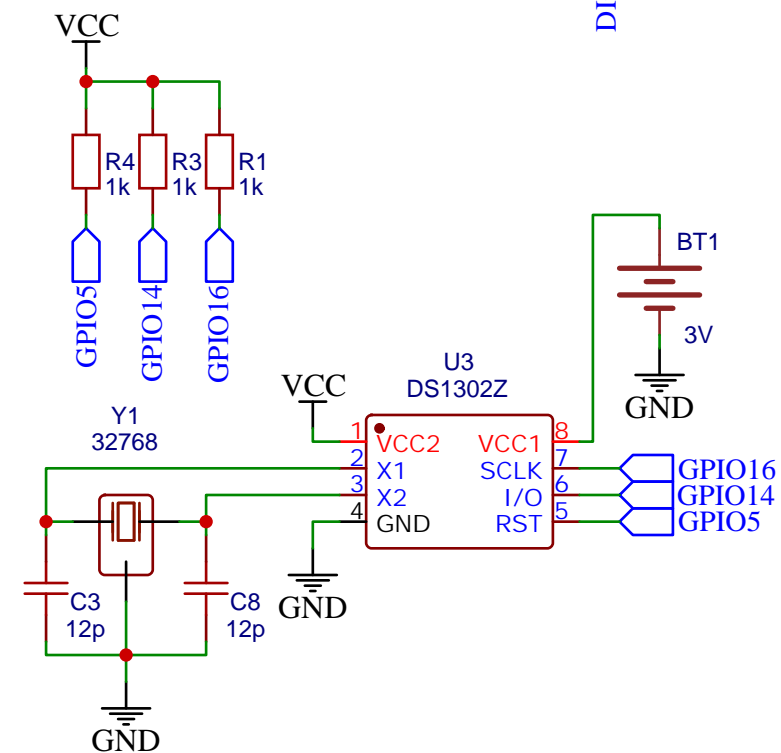 DI
VCC
R4
1k
R3
1k
R1
1k
GPIO5
GPIO14
GPIO16
BT1
3V
GND
U3
DS1302Z
VCC
1
VCC2
2
X1
3
X2
4
GND
8
VCC1
7
SCLK
6
I/O
5
RST
GPIO16
GPIO14
GPIO5
GND
Y1
32768
C3
12p
C8
12p
GND